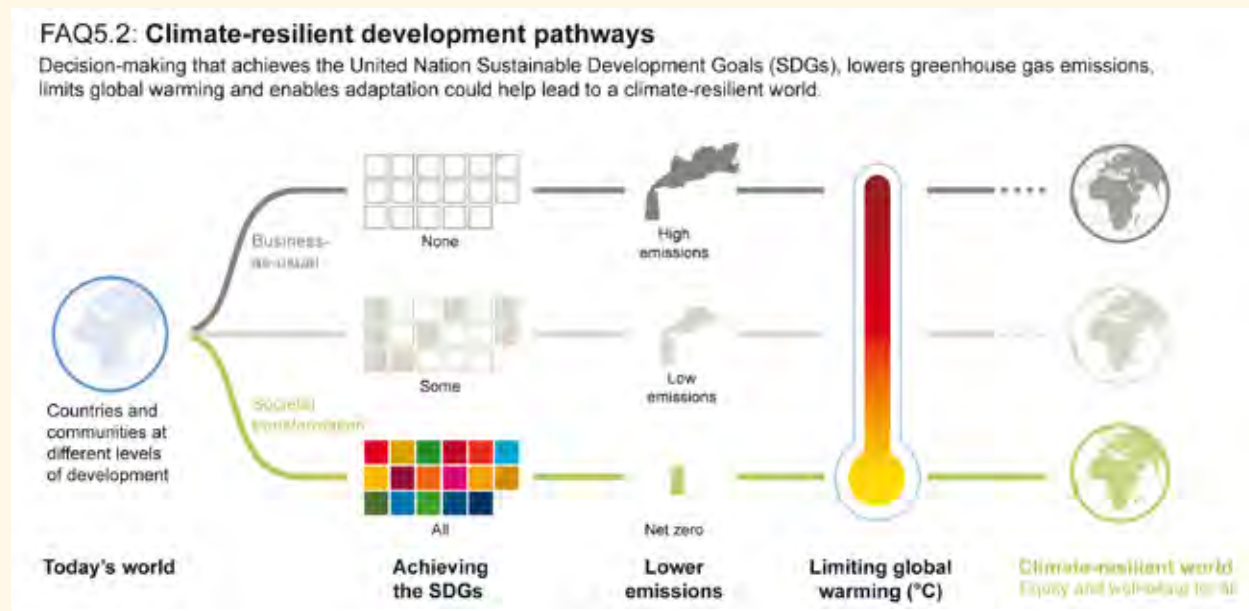 FAQ5.2: Climate-resilient development pathways
Decision-making that achieves the United Nation Sustainable Development Goals (SDGs), lowers greenhouse gas emissions,
limits global warming and enables adaptation could help lead to a climate-resilient world.
Business-
as-usual
None
High
emissions
Some
Low
emissions
Countries and
communities at
different levels
of development
Societal
transformation
All
Net zero
Today's world
Achieving
the SDGs
Lower
emissions
Limiting global
warming (°C)
Climate-resilient world
Equity and well-being for all